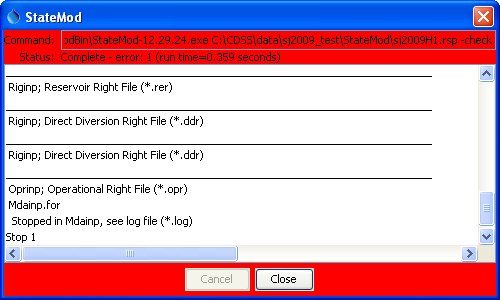 StateMod
Command: odBin\StateMod-12.29.24.exe C:\CDSS\data\sj2009_test\StateMod\sj2009H1.rsp -check
Status: Complete - error: 1 (run time=0.359 seconds)
Riginp; Reservoir Right File (*.rer)
Riginp; Direct Diversion Right File (*.ddr)
Riginp; Direct Diversion Right File (*.ddr)
Oprinp; Operational Right File (*.opr)
Mdainp.for
Stopped in Mdainp, see log file (*.log)
Stop 1
Cancel
Close